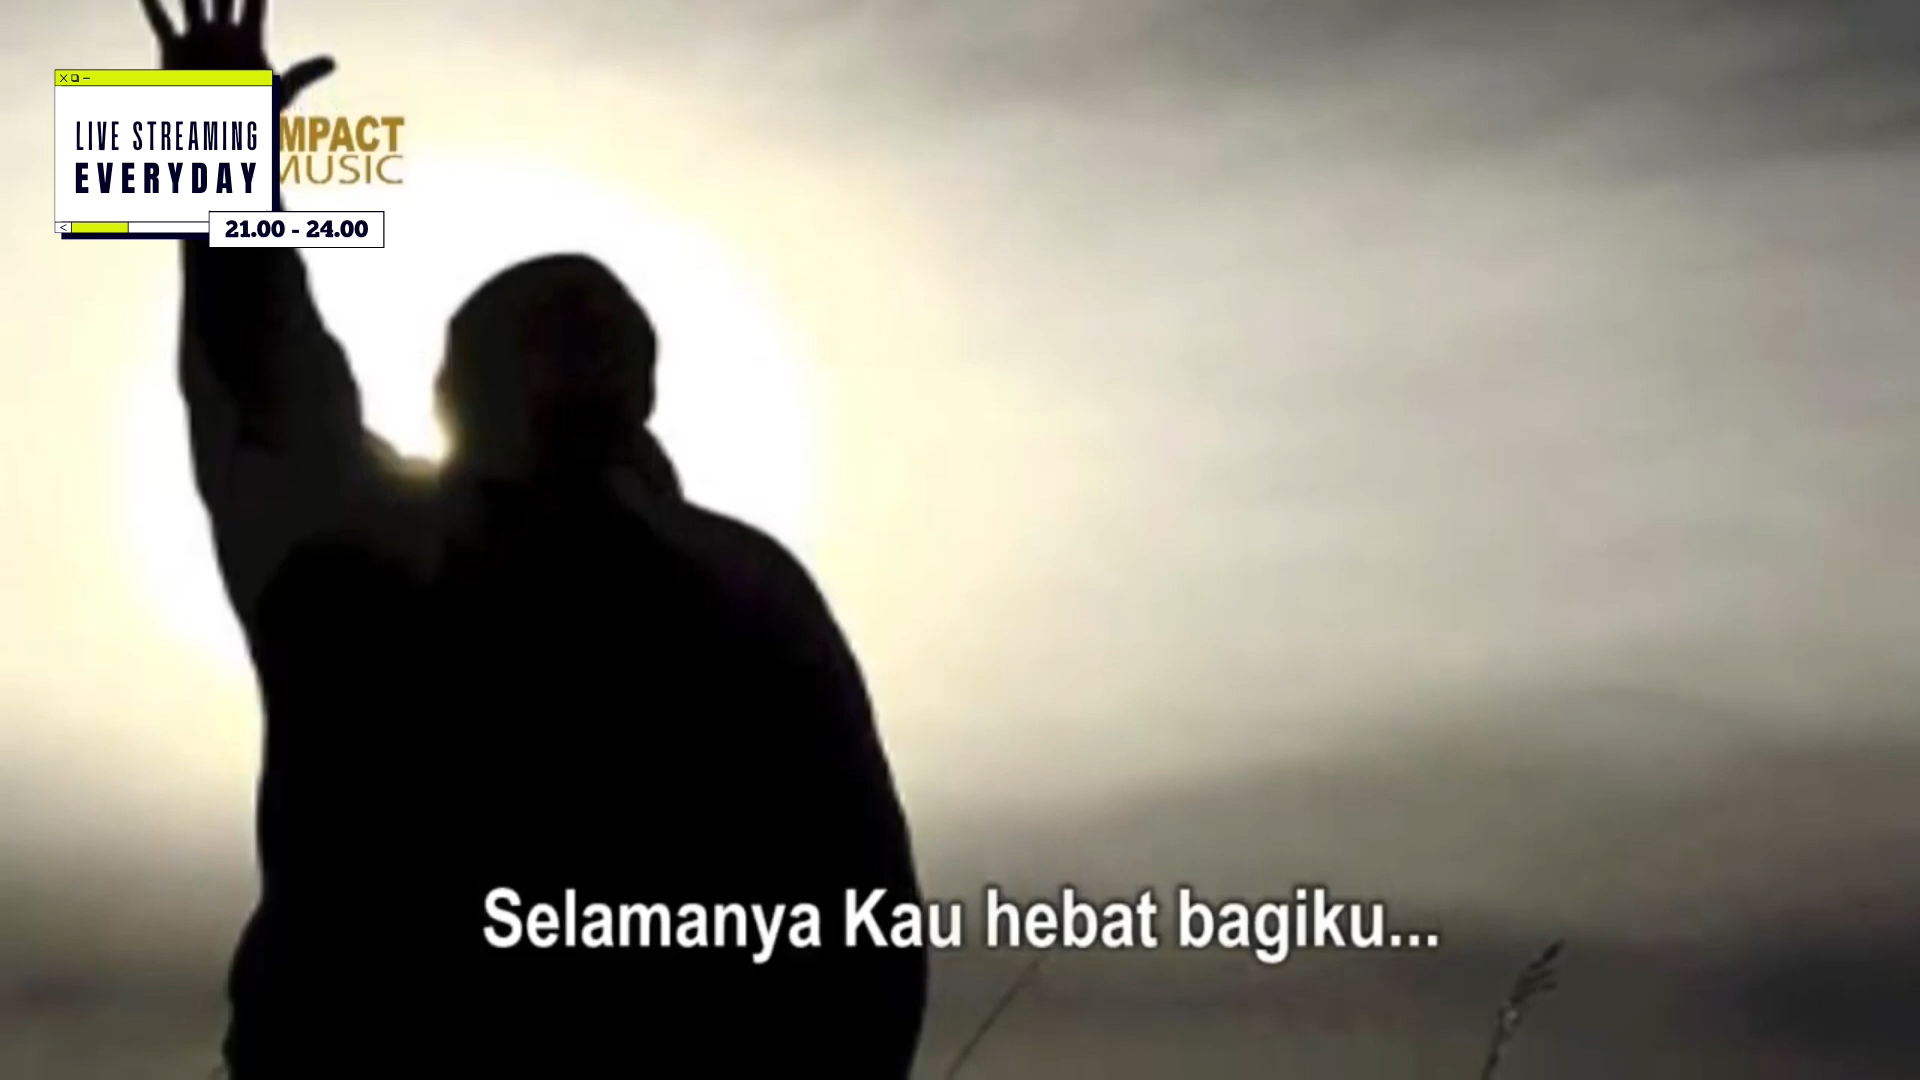 LIVE STREAMING
EVERYDAY
MPACT
MUSIC
21.00 - 24.00
Selamanya Kau hebat bagiku...